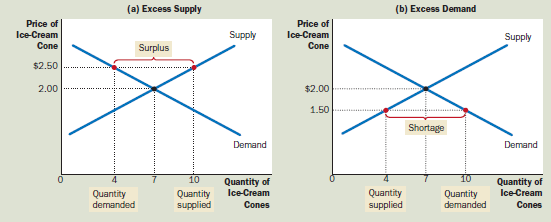 (a) Excess Supply
Price of
Ice-Cream
Cone
Supply
Surplus
$2.50
2.00
Demand
0
4
7
10
Quantity of
Ice-Cream
Cones
Quantity
demanded
Quantity
supplied
(b) Excess Demand
Price of
Ice-Cream
Cone
Supply
$2.00
1.50
Shortage
Demand
0
4
7
10
Quantity of
Ice-Cream
Cones
Quantity
supplied
Quantity
demanded